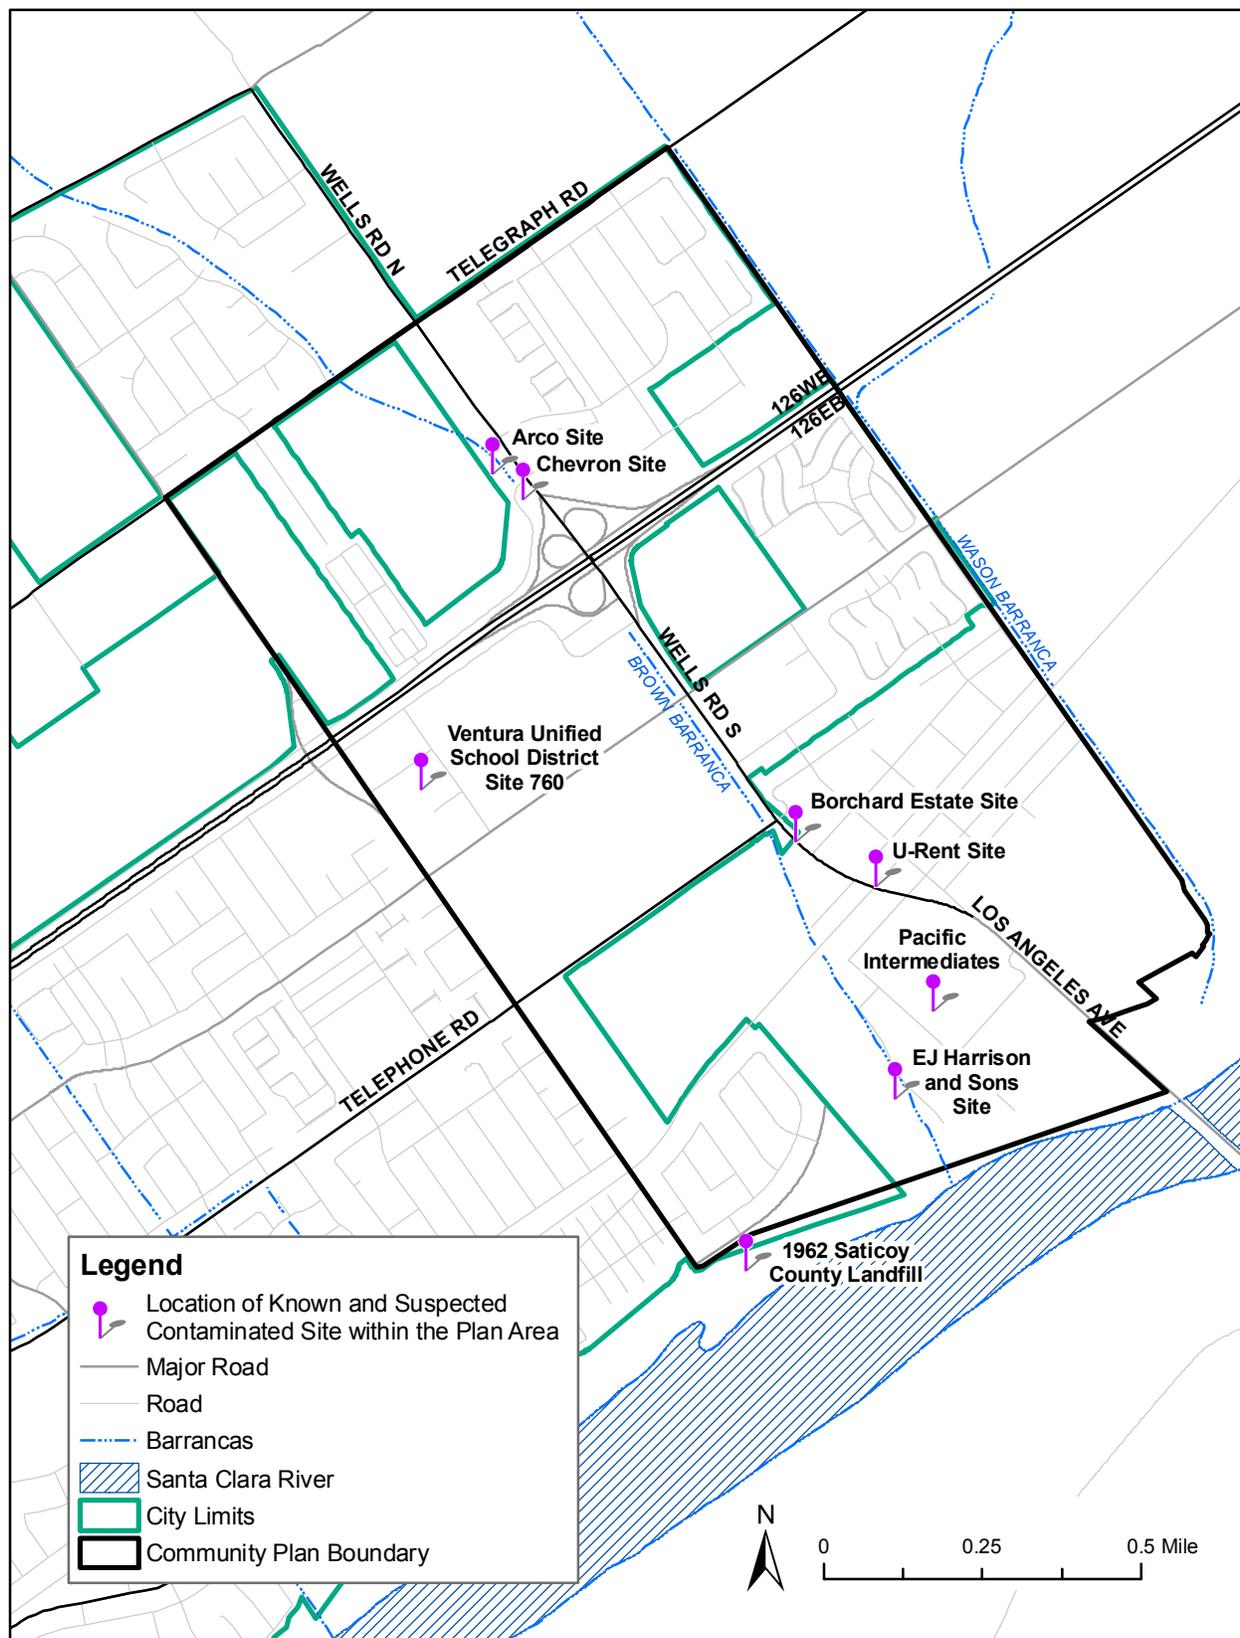 WELLS RD N
TELEGRAPH RD
126WB
126EB
Arco Site
Chevron Site
WASON BARRANCA
WELLS RD S
BROWN BARRANCA
Ventura Unified
School District
Site 760
Borchard Estate Site
U-Rent Site
LOS ANGELES AVE
Pacific
Intermediates
TELEPHONE RD
EJ Harrison
and Sons
Site
1962 Saticoy
County Landfill
Legend
Location of Known and Suspected
Contaminated Site within the Plan Area
Major Road
Road
Barrancas
Santa Clara River
City Limits
Community Plan Boundary
N
0 0.25 0.5 Mile